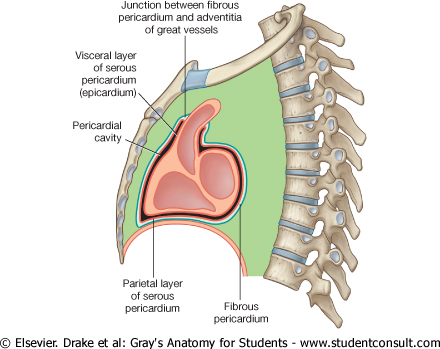 Junction between fibrous
pericardium and adventitia
of great vessels
Visceral layer
of serous
pericardium
(epicardium)
Pericardial
cavity
Parietal layer
of serous
pericardium
Fibrous
pericardium
© Elsevier. Drake et al: Gray's Anatomy for Students - www.studentconsult.com